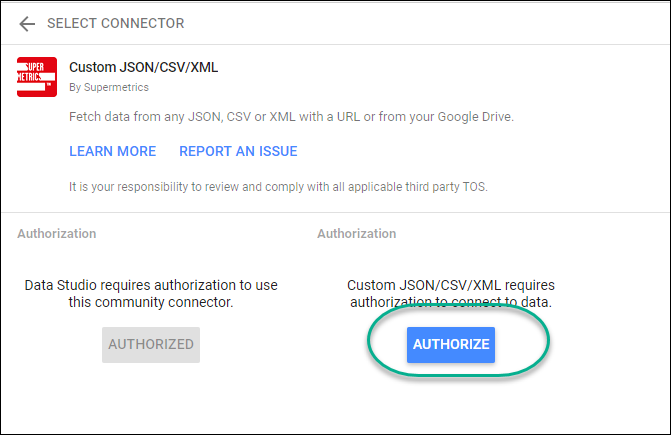 SELECT CONNECTOR
SUPER
METRICS
Custom JSON/CSV/XML
By Supermetrics
Fetch data from any JSON, CSV or XML with a URL or from your Google Drive.
LEARN MORE REPORT AN ISSUE
It is your responsibility to review and comply with all applicable third party TOS.
Authorization
Data Studio requires authorization to use
this community connector.
AUTHORIZED
Authorization
Custom JSON/CSV/XML requires
authorization to connect to data.
AUTHORIZE